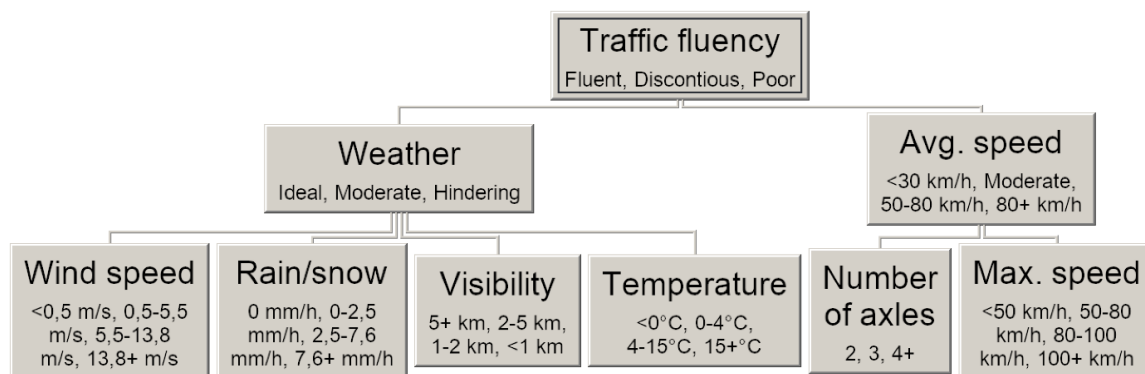 Traffic fluency
Fluent, Discontious, Poor
Weather
Ideal, Moderate, Hindering
Avg. speed
<30 km/h, Moderate,
50-80 km/h, 80+ km/h
Wind speed
<0,5 m/s, 0,5-5,5
m/s, 5,5-13,8
m/s, 13,8+ m/s
Rain/snow
0 mm/h, 0-2,5
mm/h, 2,5-7,6
mm/h, 7,6+ mm/h
Visibility
5+ km, 2-5 km,
1-2 km, <1 km
Temperature
<0°C, 0-4°C,
4-15°C, 15+°C
Number
of axles
2, 3, 4+
Max. speed
<50 km/h, 50-80
km/h, 80-100
km/h, 100+ km/h